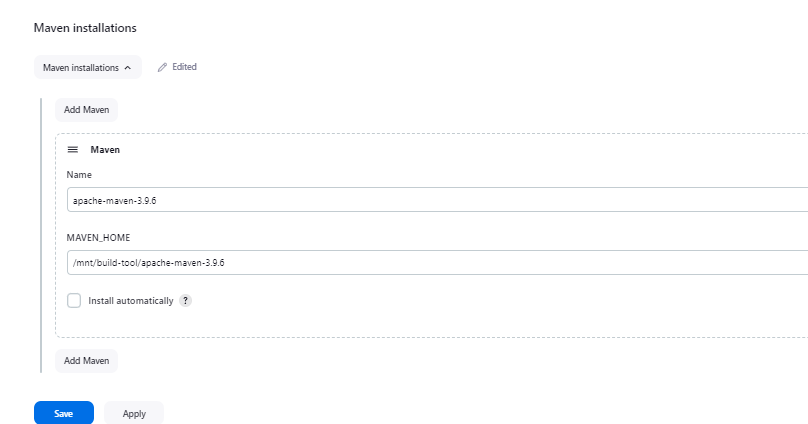 Maven installations
Maven installations
Edited
Add Maven
Maven
Name
apache-maven-3.9.6
MAVEN_HOME
/mnt/build-tool/apache-maven-3.9.6
Install automatically ?
Add Maven
Save Apply